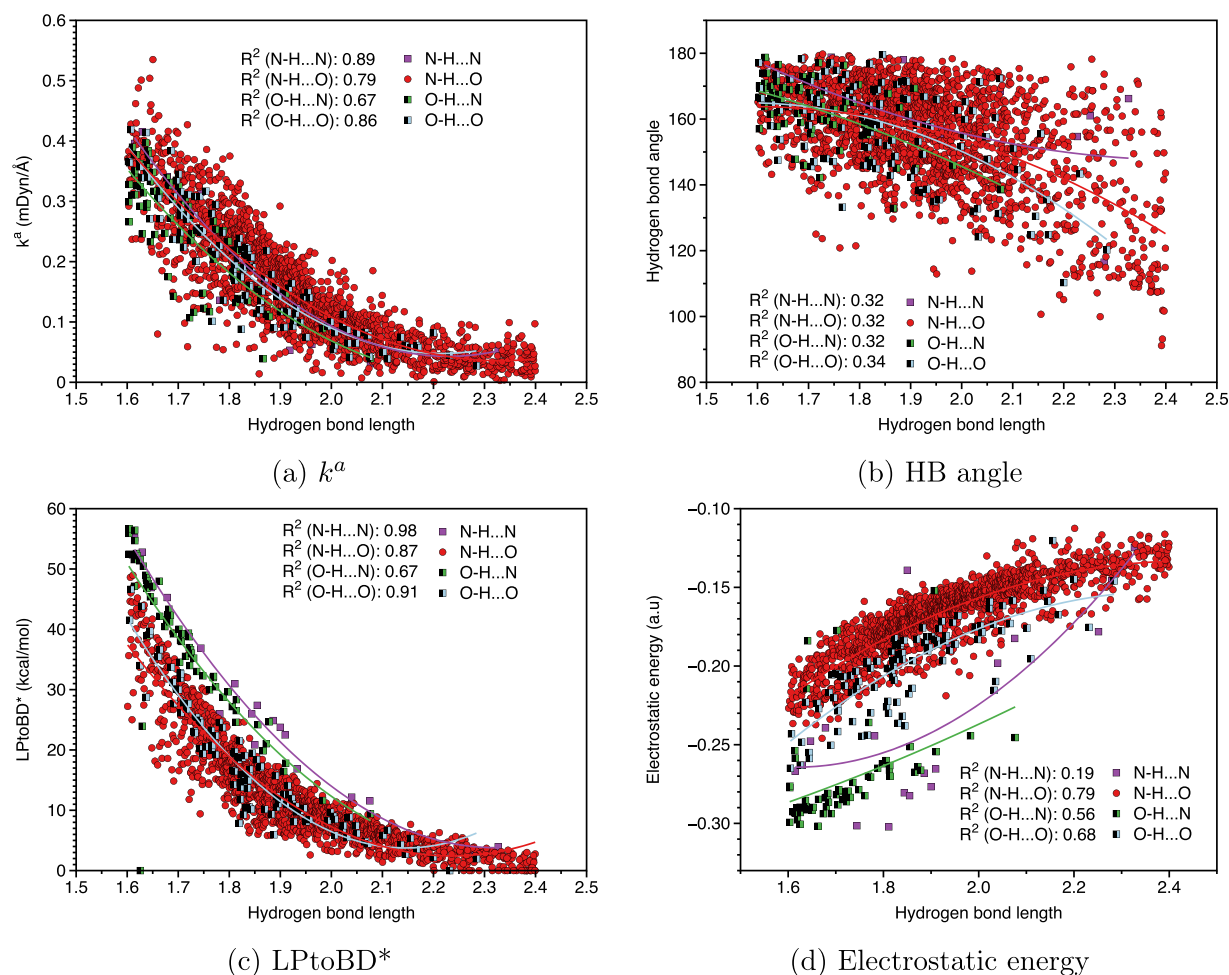 0.6
0.5
0.4
0.3
0.2
0.1
0
kᵃ (mDyn/Å)
R² (N-H...N): 0.89 N-H...N
R² (N-H...O): 0.79 N-H...O
R² (O-H...N): 0.67 O-H...N
R² (O-H...O): 0.86 O-H...O
1.5 1.6 1.7 1.8 1.9 2.0 2.1 2.2 2.3 2.4 2.5
Hydrogen bond length
(a) kᵃ
180
160
140
120
100
80
Hydrogen bond angle
R² (N-H...N): 0.32 N-H...N
R² (N-H...O): 0.32 N-H...O
R² (O-H...N): 0.32 O-H...N
R² (O-H...O): 0.34 O-H...O
1.5 1.6 1.7 1.8 1.9 2.0 2.1 2.2 2.3 2.4 2.5
Hydrogen bond length
(b) HB angle
60
50
40
30
20
10
0
LPtoBD* (kcal/mol)
R² (N-H...N): 0.98 N-H...N
R² (N-H...O): 0.87 N-H...O
R² (O-H...N): 0.67 O-H...N
R² (O-H...O): 0.91 O-H...O
1.5 1.6 1.7 1.8 1.9 2.0 2.1 2.2 2.3 2.4 2.5
Hydrogen bond length
(c) LPtoBD*
−0.10
−0.15
−0.20
−0.25
−0.30
Electrostatic energy (a.u)
R² (N-H...N): 0.19 N-H...N
R² (N-H...O): 0.79 N-H...O
R² (O-H...N): 0.56 O-H...N
R² (O-H...O): 0.68 O-H...O
1.6 1.8 2.0 2.2 2.4
Hydrogen bond length
(d) Electrostatic energy